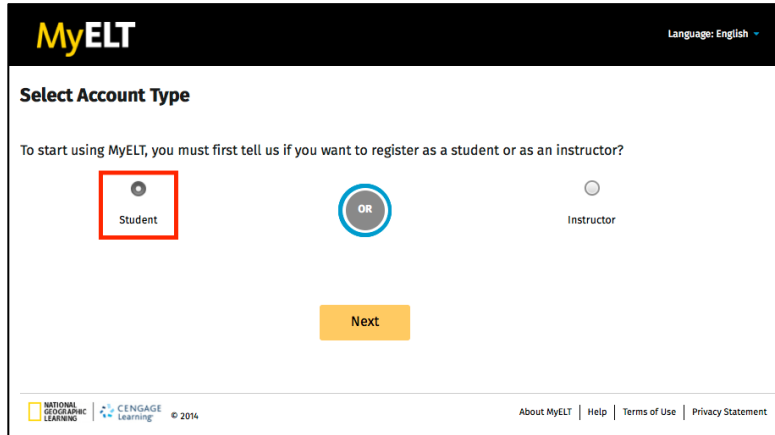 MyELT
Language: English
Select Account Type
To start using MyELT, you must first tell us if you want to register as a student or as an instructor?
Student
OR
Instructor
Next
NATIONAL
GEOGRAPHIC
LEARNING
CENGAGE
Learning
© 2014
About MyELT | Help | Terms of Use | Privacy Statement